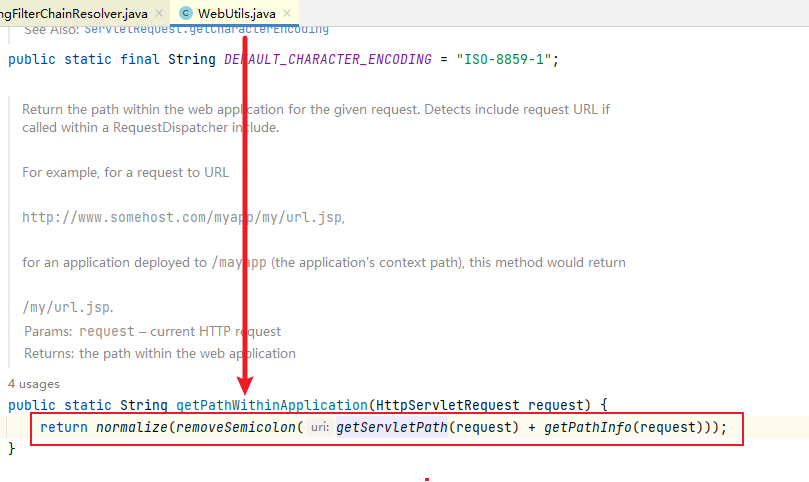 ngFilterChainResolver.java × WebUtils.java ×
See Also: ServletRequest.getCharacterEncoding
public static final String DEFAULT_CHARACTER_ENCODING = "ISO-8859-1";
Return the path within the web application for the given request. Detects include request URL if
called within a RequestDispatcher include.
For example, for a request to URL
http://www.somehost.com/myapp/my/url.jsp,
for an application deployed to /mayapp (the application's context path), this method would return
/my/url.jsp.
Params: request – current HTTP request
Returns: the path within the web application
4 usages
public static String getPathWithinApplication(HttpServletRequest request) {
return normalize(removeSemicolon( uri: getServletPath(request) + getPathInfo(request)));
}